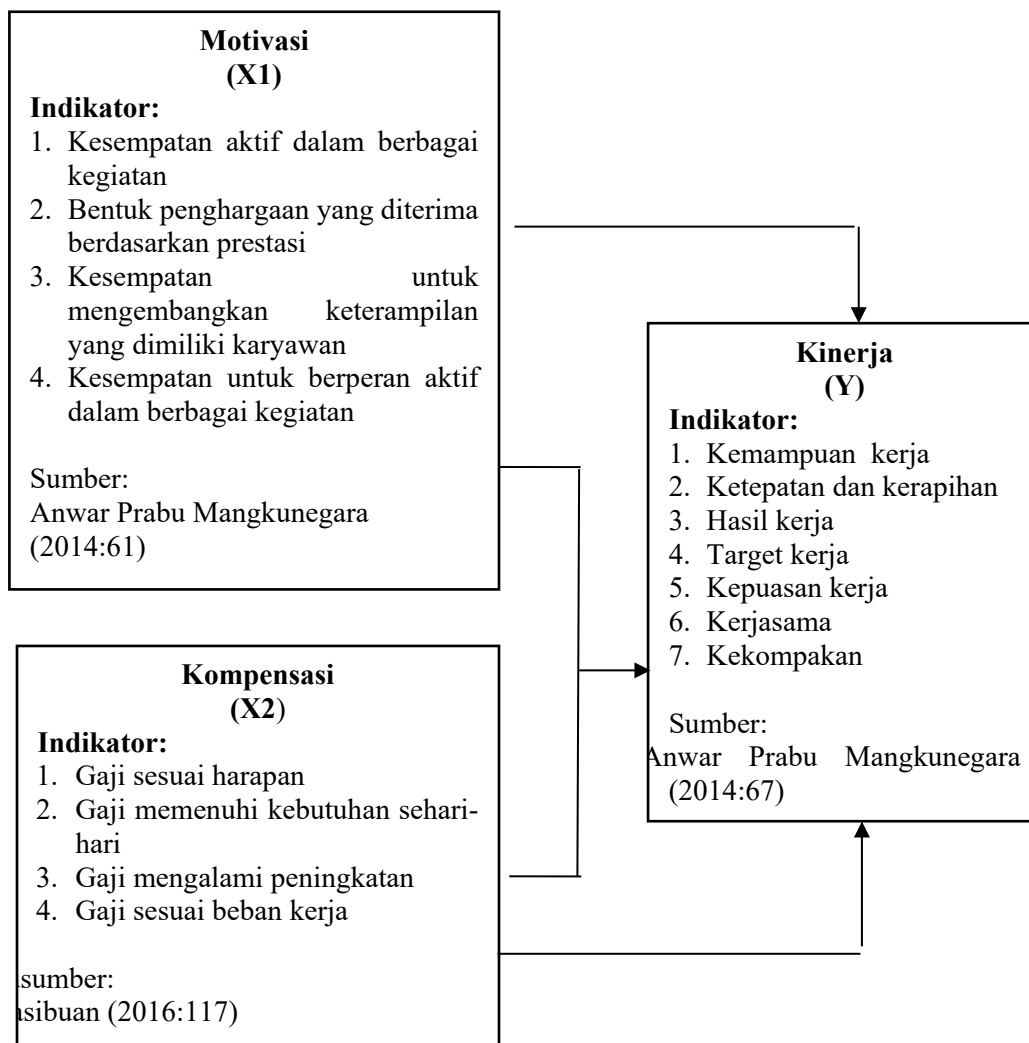 Motivasi
(X1)
Indikator:
1. Kesempatan aktif dalam berbagai
kegiatan
2. Bentuk penghargaan yang diterima
berdasarkan prestasi
3. Kesempatan untuk
mengembangkan keterampilan
yang dimiliki karyawan
4. Kesempatan untuk berperan aktif
dalam berbagai kegiatan
Sumber:
Anwar Prabu Mangkunegara
(2014:61)
Kompensasi
(X2)
Indikator:
1. Gaji sesuai harapan
2. Gaji memenuhi kebutuhan sehari-
hari
3. Gaji mengalami peningkatan
4. Gaji sesuai beban kerja
sumber:
(2016:117)
Kinerja
(Y)
Indikator:
1. Kemampuan kerja
2. Ketepatan dan kerapihan
3. Hasil kerja
4. Target kerja
5. Kepuasan kerja
6. Kerjasama
7. Kekompakan
Sumber:
Anwar Prabu Mangkunegara
(2014:67)